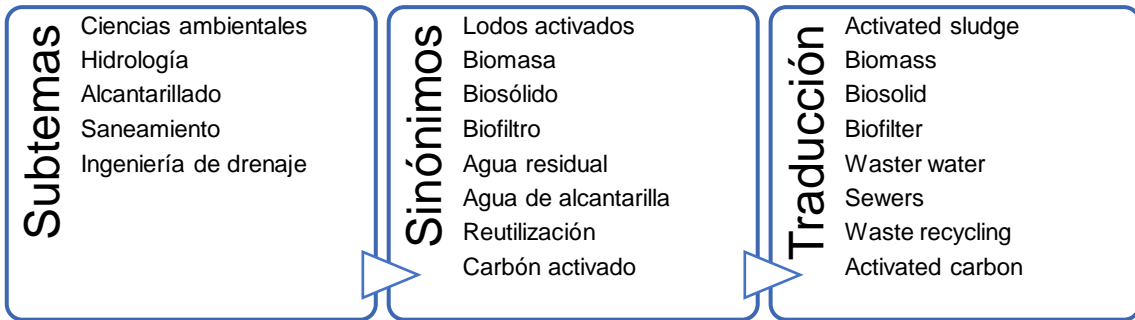 Subtemas
Ciencias ambientales
Hidrología
Alcantarillado
Saneamiento
Ingeniería de drenaje
Sinónimos
Lodos activados
Biomasa
Biosólido
Biofiltro
Agua residual
Agua de alcantarilla
Reutilización
Carbón activado
Traducción
Activated sludge
Biomass
Biosolid
Biofilter
Waster water
Sewers
Waste recycling
Activated carbon